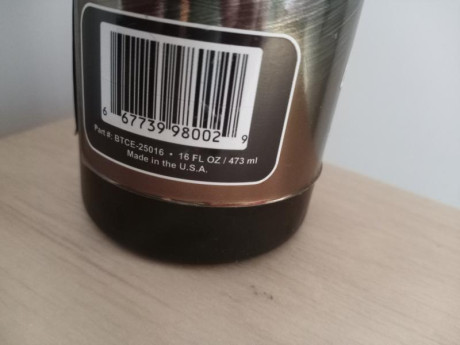 6 67739 98002 9
Part #: BTCE-25016 • 16 FL OZ / 473 ml
Made in the U.S.A.